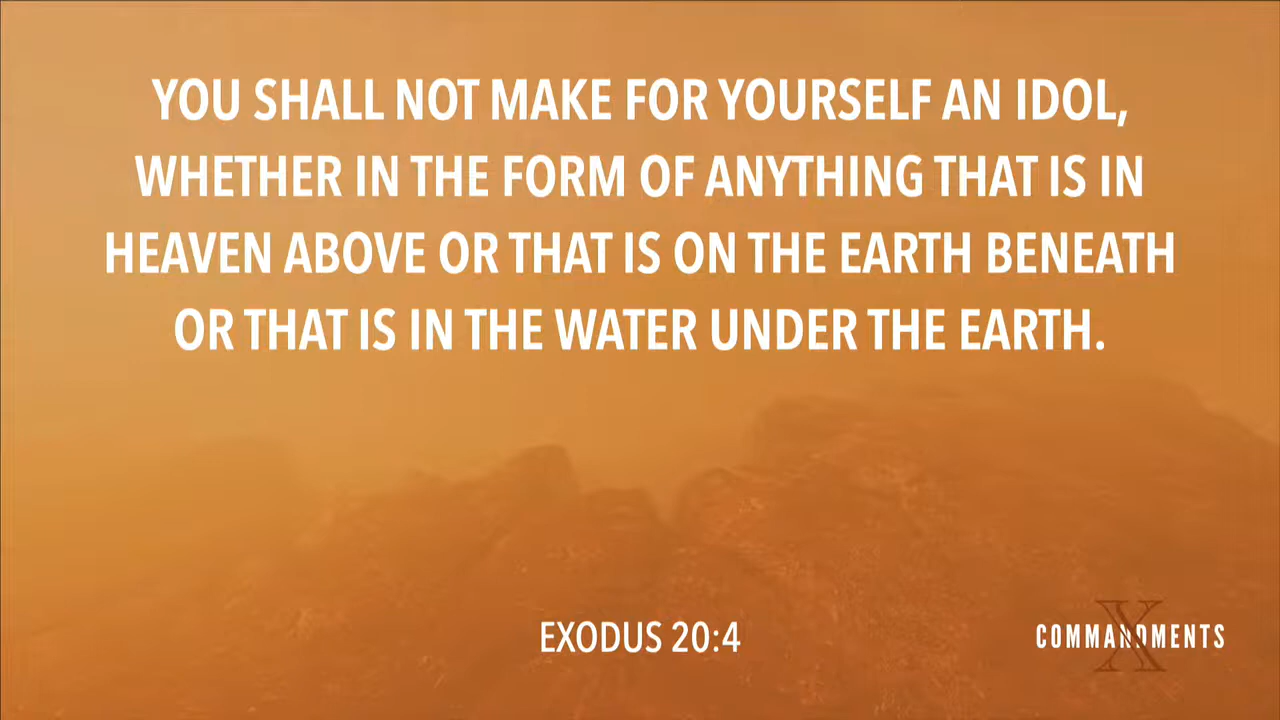 YOU SHALL NOT MAKE FOR YOURSELF AN IDOL,
WHETHER IN THE FORM OF ANYTHING THAT IS IN
HEAVEN ABOVE OR THAT IS ON THE EARTH BENEATH
OR THAT IS IN THE WATER UNDER THE EARTH.
EXODUS 20:4
X
COMMANDMENTS